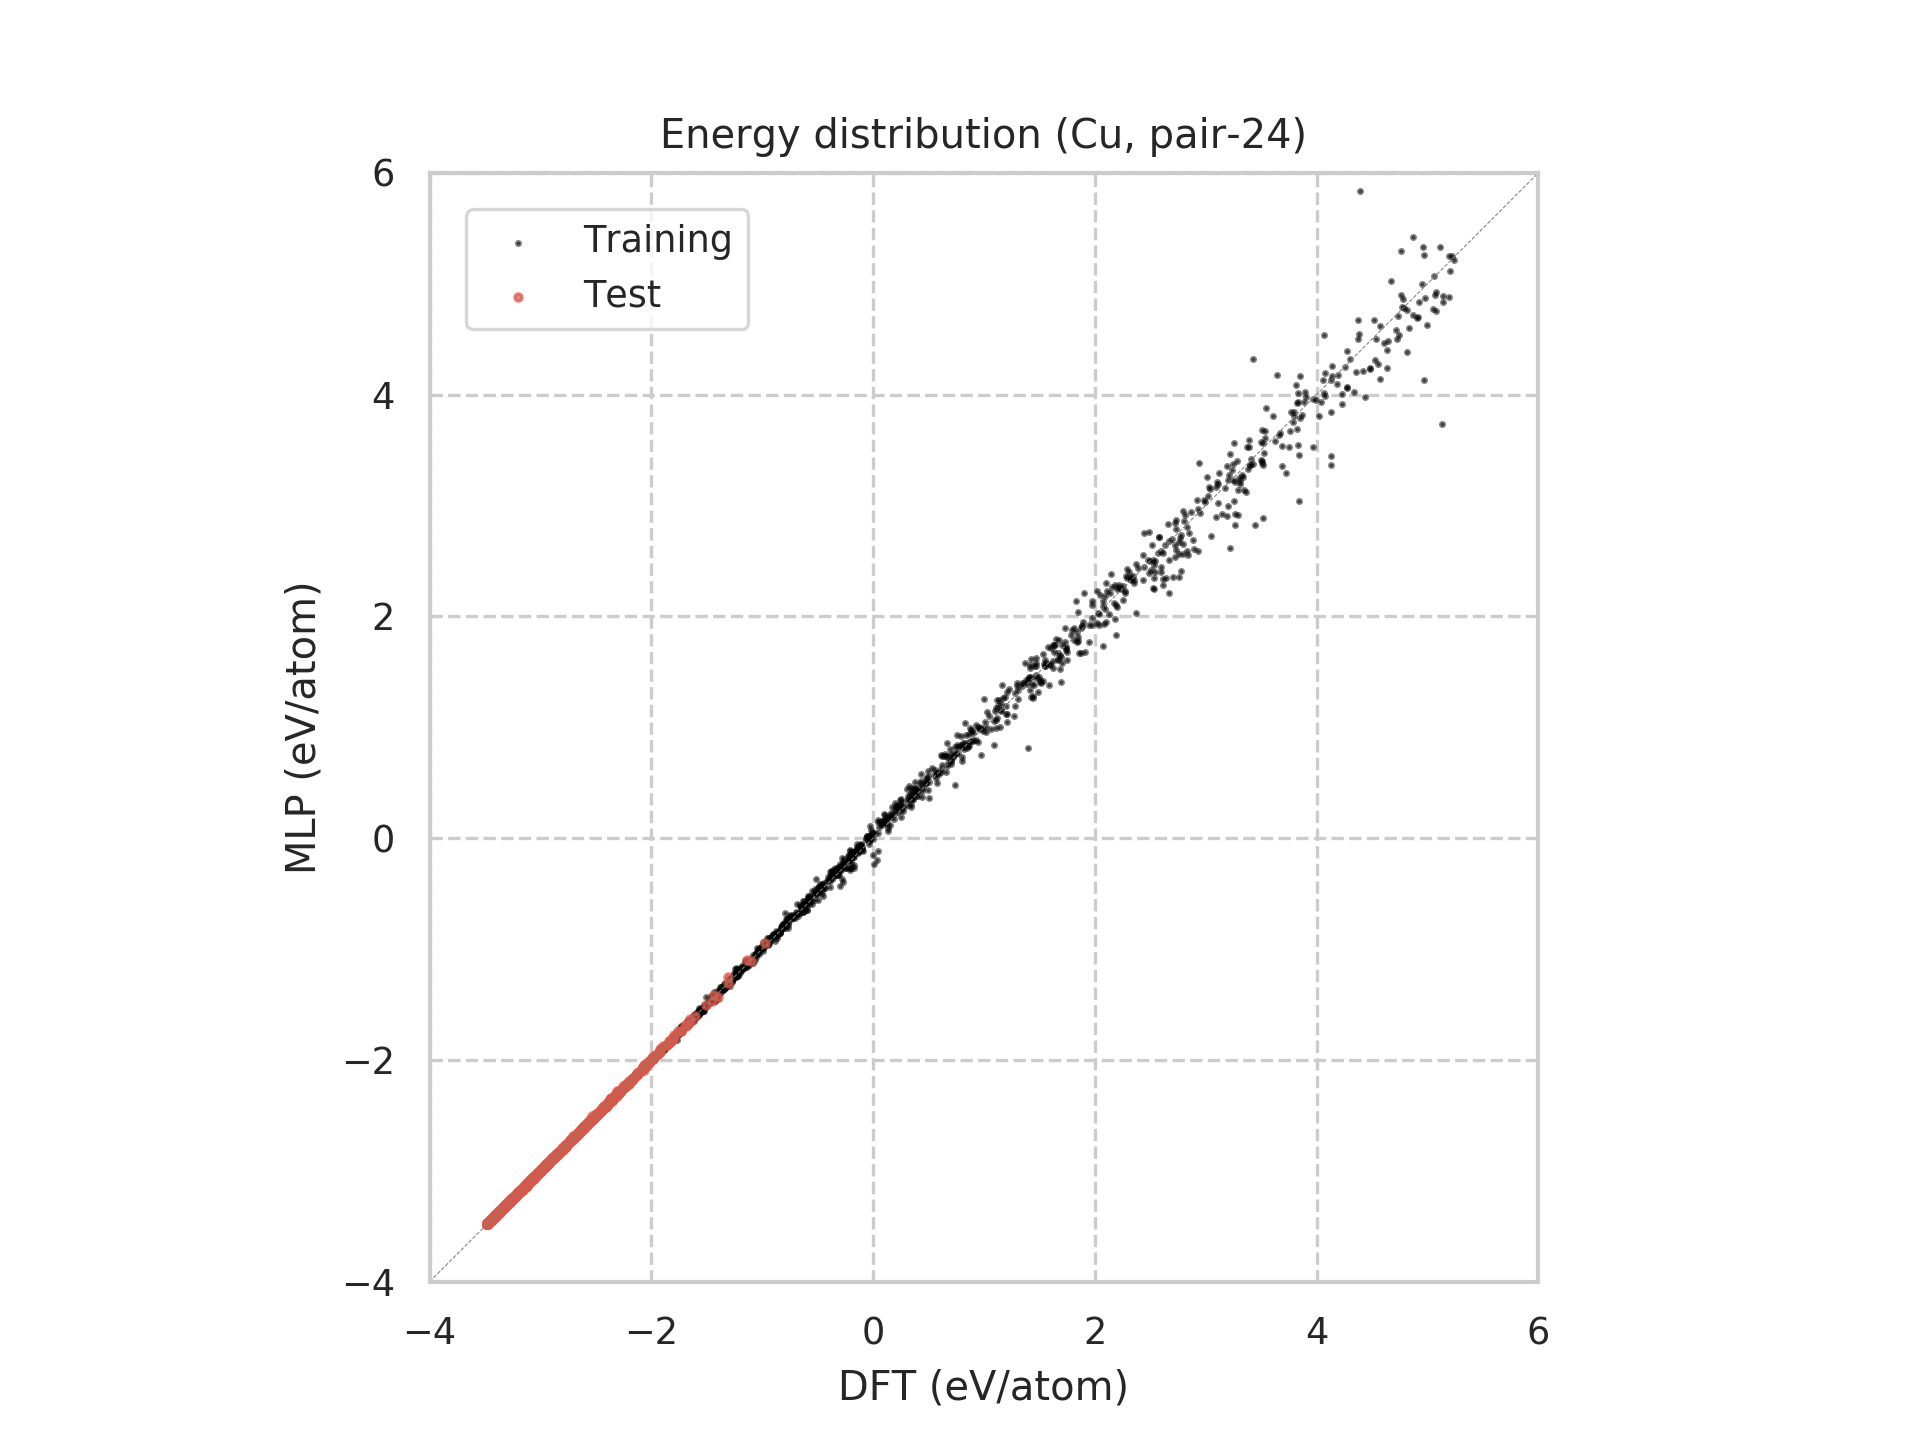 Energy distribution (Cu, pair-24)
Training
Test
6
4
2
0
−2
−4
MLP (eV/atom)
−4 −2 0 2 4 6
DFT (eV/atom)